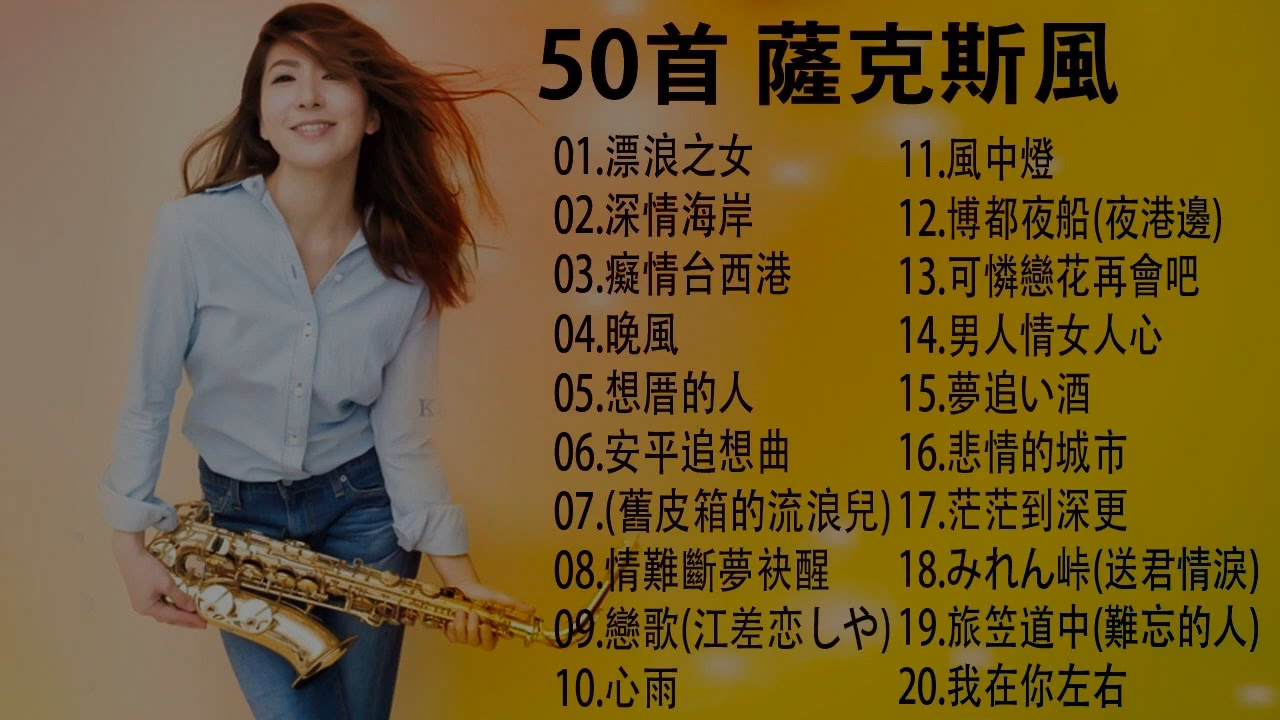 50首 薩克斯風
01.漂浪之女
02.深情海岸
03.癡情台西港
04.晚風
05.想厝的人
06.安平追想曲
07.(舊皮箱的流浪兒)
08.情難斷夢袂醒
09.戀歌(江差恋しや)
10.心雨
11.風中燈
12.博都夜船(夜港邊)
13.可憐戀花再會吧
14.男人情女人心
15.夢追い酒
16.悲情的城市
17.茫茫到深更
18.みれん峠(送君情淚)
19.旅笠道中(難忘的人)
20.我在你左右
K